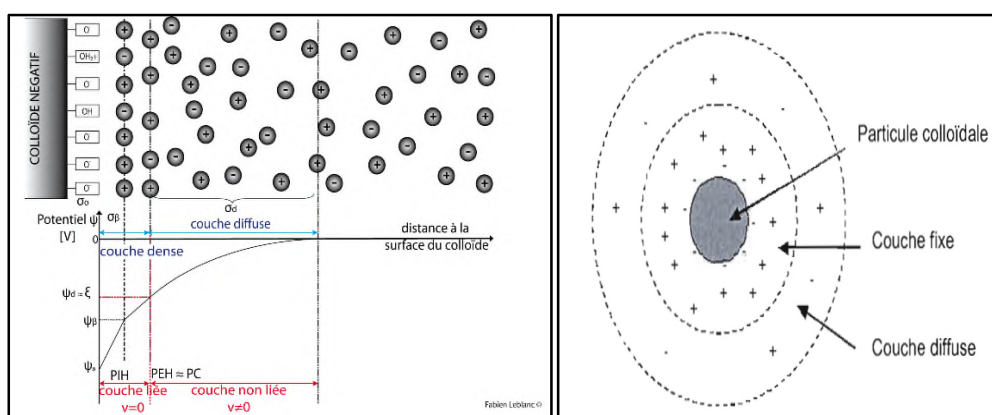 COLLOÏDE NEGATIF
O⁻
OH₂+
O⁻
OH
O⁻
O⁻
O⁻
σ₀
σβ
σd
Potentiel ψ
[V]
0
couche diffuse
distance à la
surface du colloïde
couche dense
ψd ≈ ξ
ψβ
ψs
PIH
PEH ≈ PC
couche liée
v=0
couche non liée
v≠0
Fabien Leblanc ©
Particule colloïdale
Couche fixe
Couche diffuse